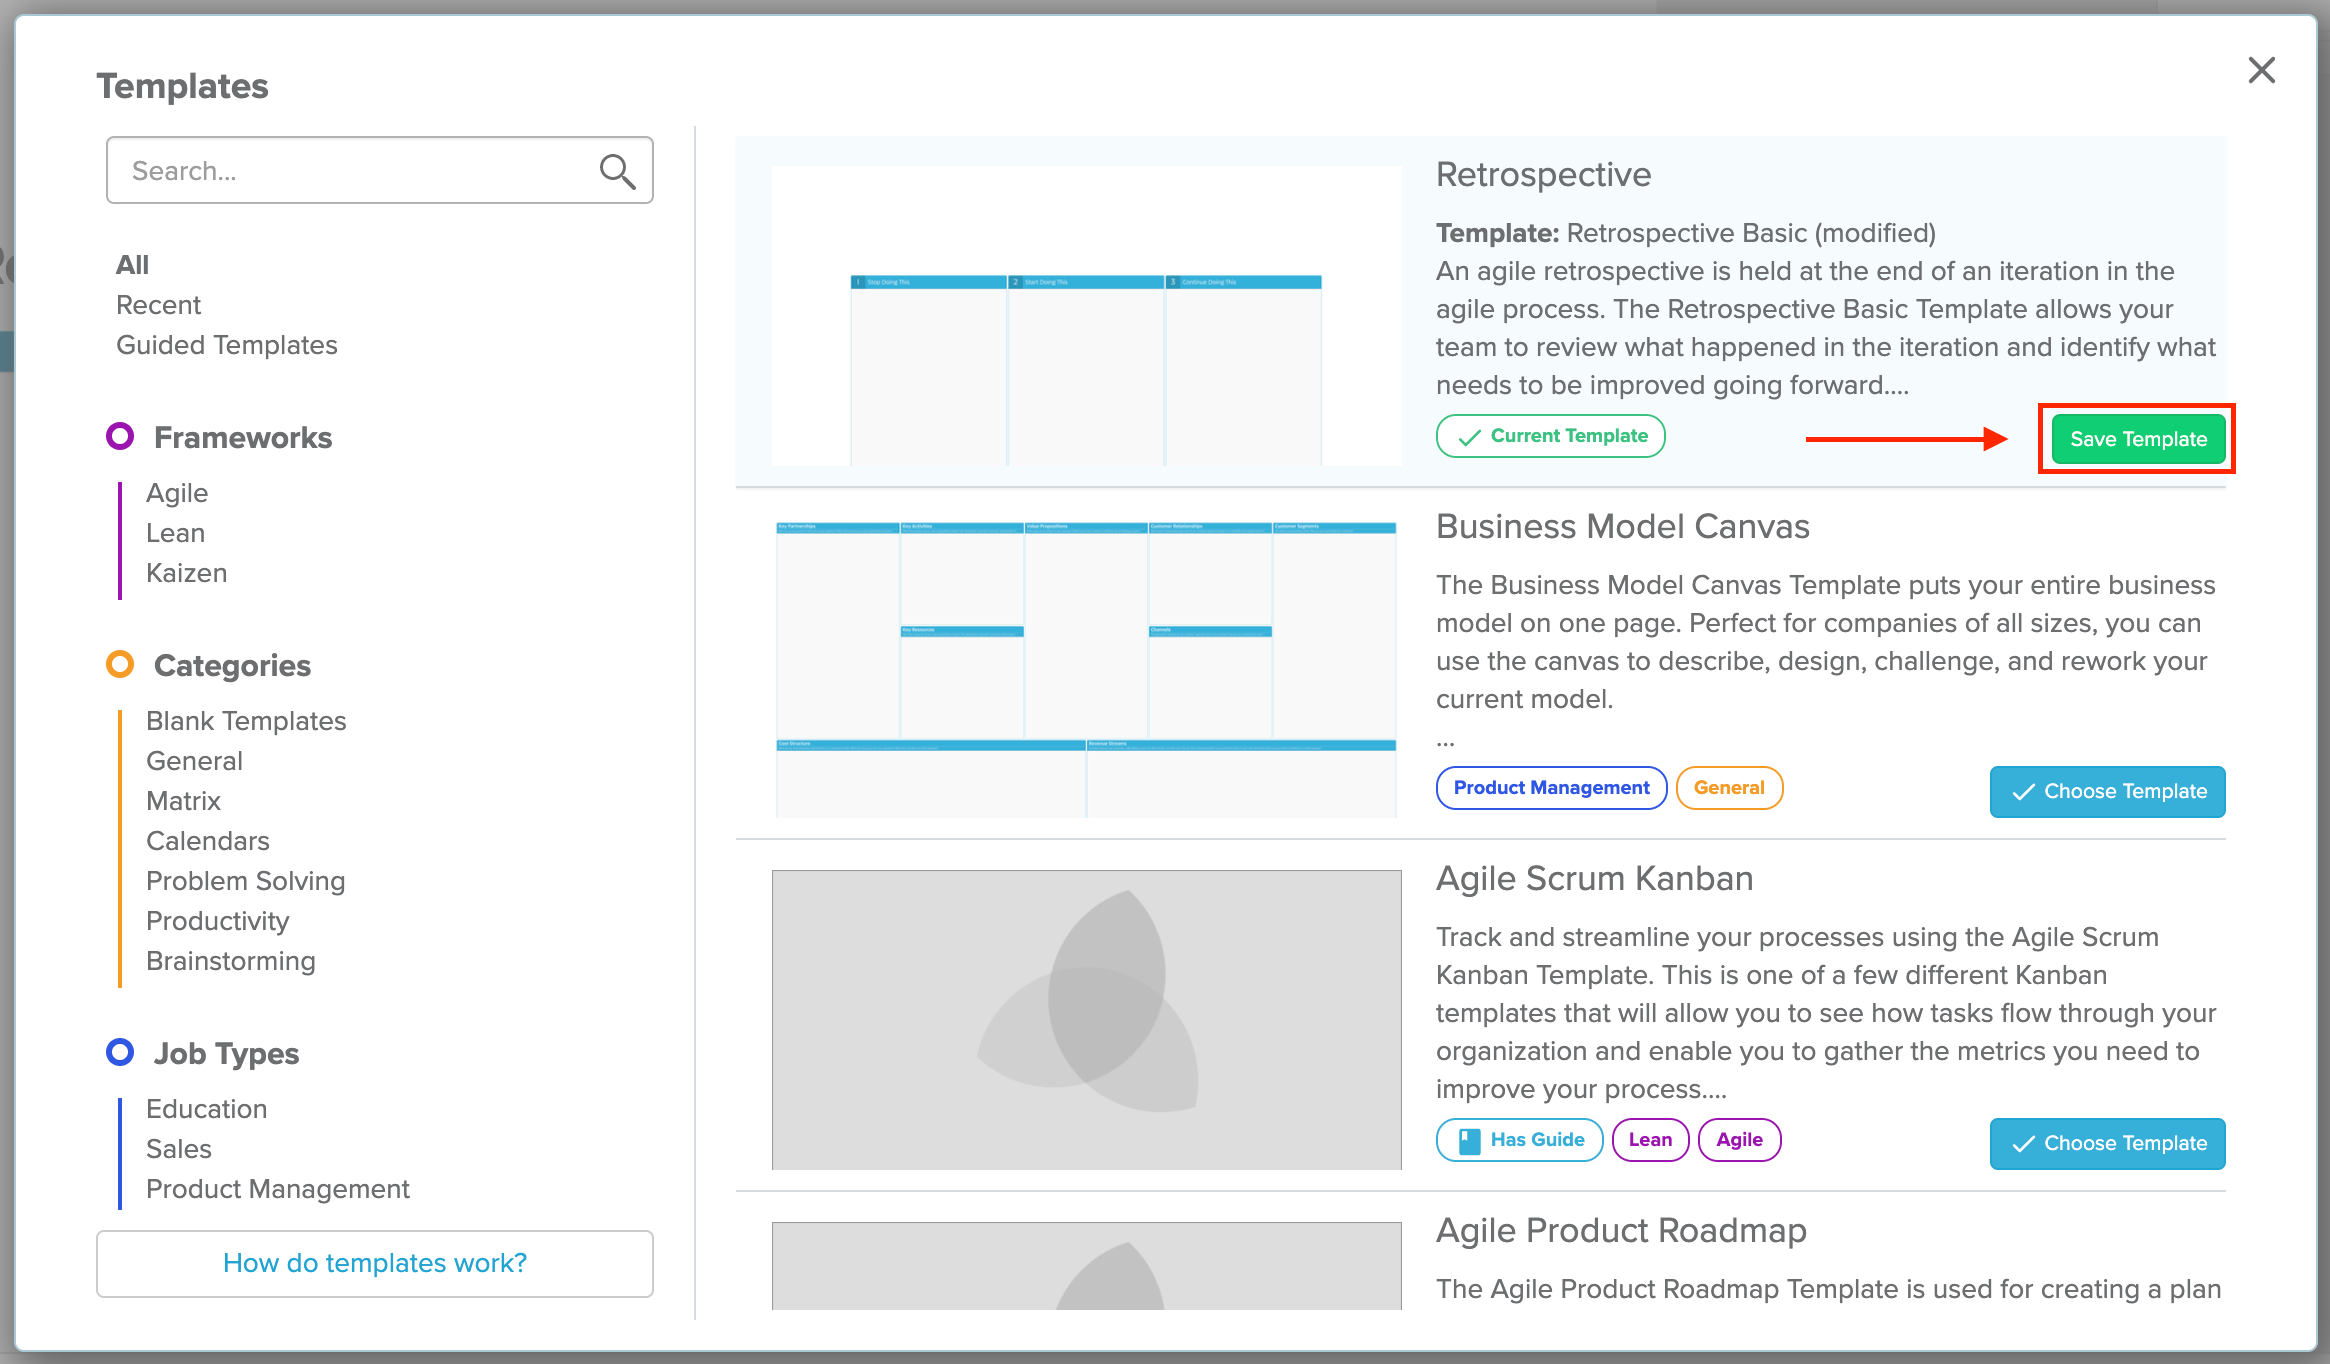 Templates
Search...
All
Recent
Guided Templates
Frameworks
Agile
Lean
Kaizen
Categories
Blank Templates
General
Matrix
Calendars
Problem Solving
Productivity
Brainstorming
Job Types
Education
Sales
Product Management
How do templates work?
1 Stop Doing This
2 Start Doing This
3 Continue Doing This
Retrospective
Template: Retrospective Basic (modified)
An agile retrospective is held at the end of an iteration in the
agile process. The Retrospective Basic Template allows your
team to review what happened in the iteration and identify what
needs to be improved going forward....
Current Template
Save Template
Key Partnerships
Key Activities
Value Propositions
Customer Relationships
Customer Segments
Key Resources
Channels
Cost Structure
Revenue Streams
Business Model Canvas
The Business Model Canvas Template puts your entire business
model on one page. Perfect for companies of all sizes, you can
use the canvas to describe, design, challenge, and rework your
current model.
...
Product Management
General
Choose Template
Agile Scrum Kanban
Track and streamline your processes using the Agile Scrum
Kanban Template. This is one of a few different Kanban
templates that will allow you to see how tasks flow through your
organization and enable you to gather the metrics you need to
improve your process....
Has Guide
Lean
Agile
Choose Template
Agile Product Roadmap
The Agile Product Roadmap Template is used for creating a plan